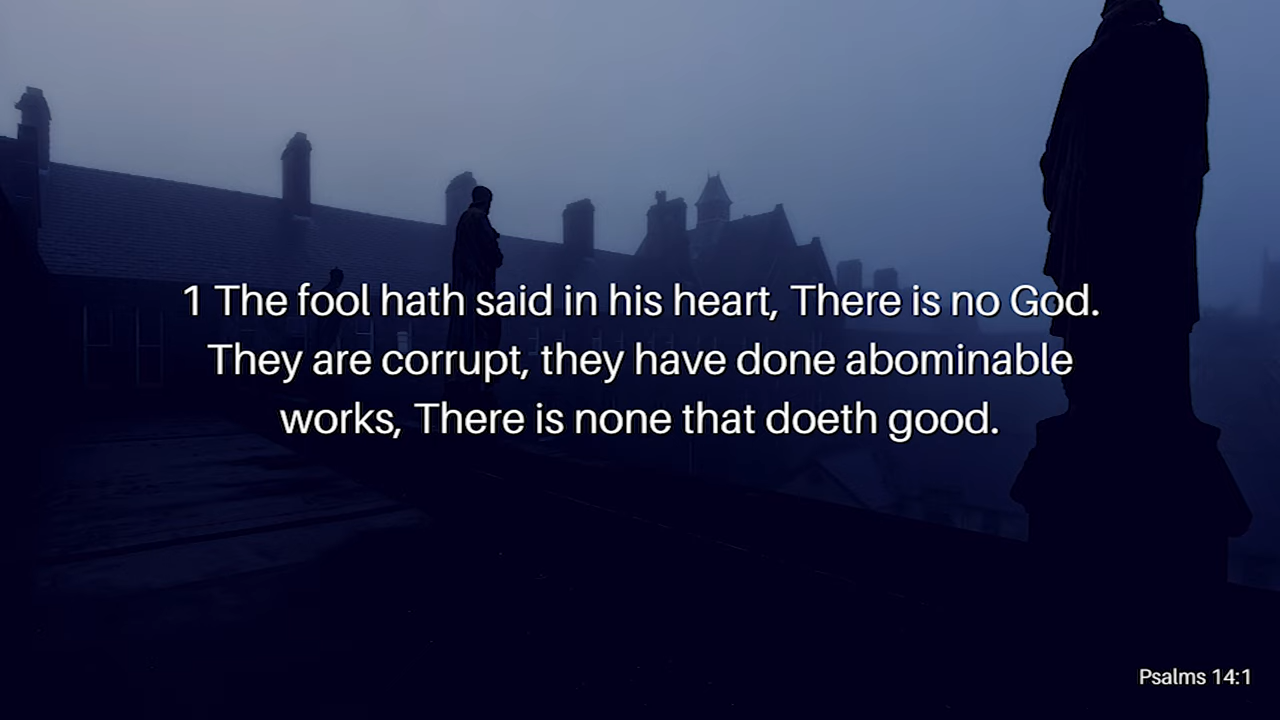 1 The fool hath said in his heart, There is no God.
They are corrupt, they have done abominable
works, There is none that doeth good.
Psalms 14:1